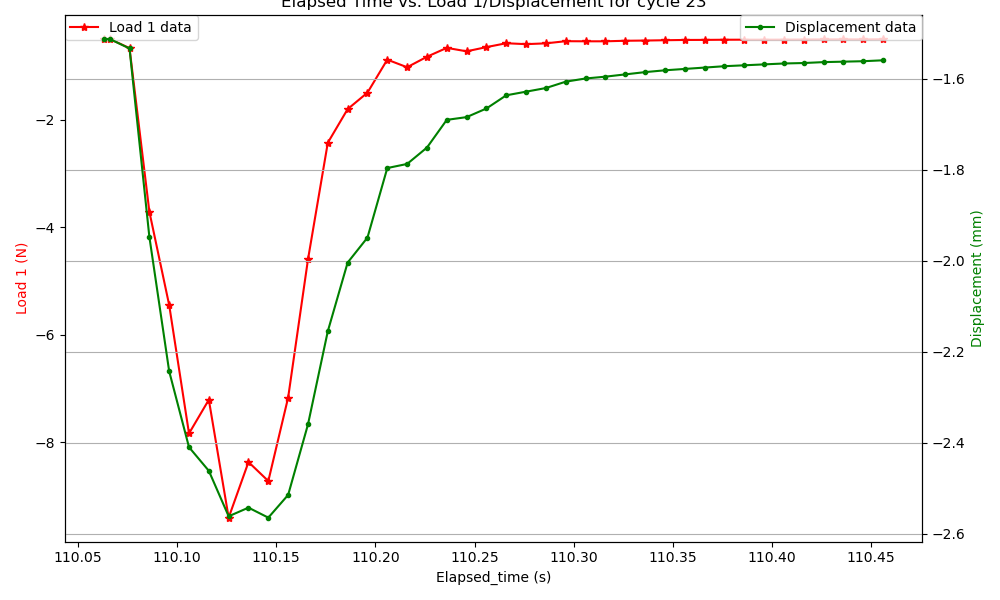 Elapsed Time vs. Load 1/Displacement for cycle 23
Load 1 data
Displacement data
Load 1 (N)
−2
−4
−6
−8
Displacement (mm)
−1.6
−1.8
−2.0
−2.2
−2.4
−2.6
110.05 110.10 110.15 110.20 110.25 110.30 110.35 110.40 110.45
Elapsed_time (s)